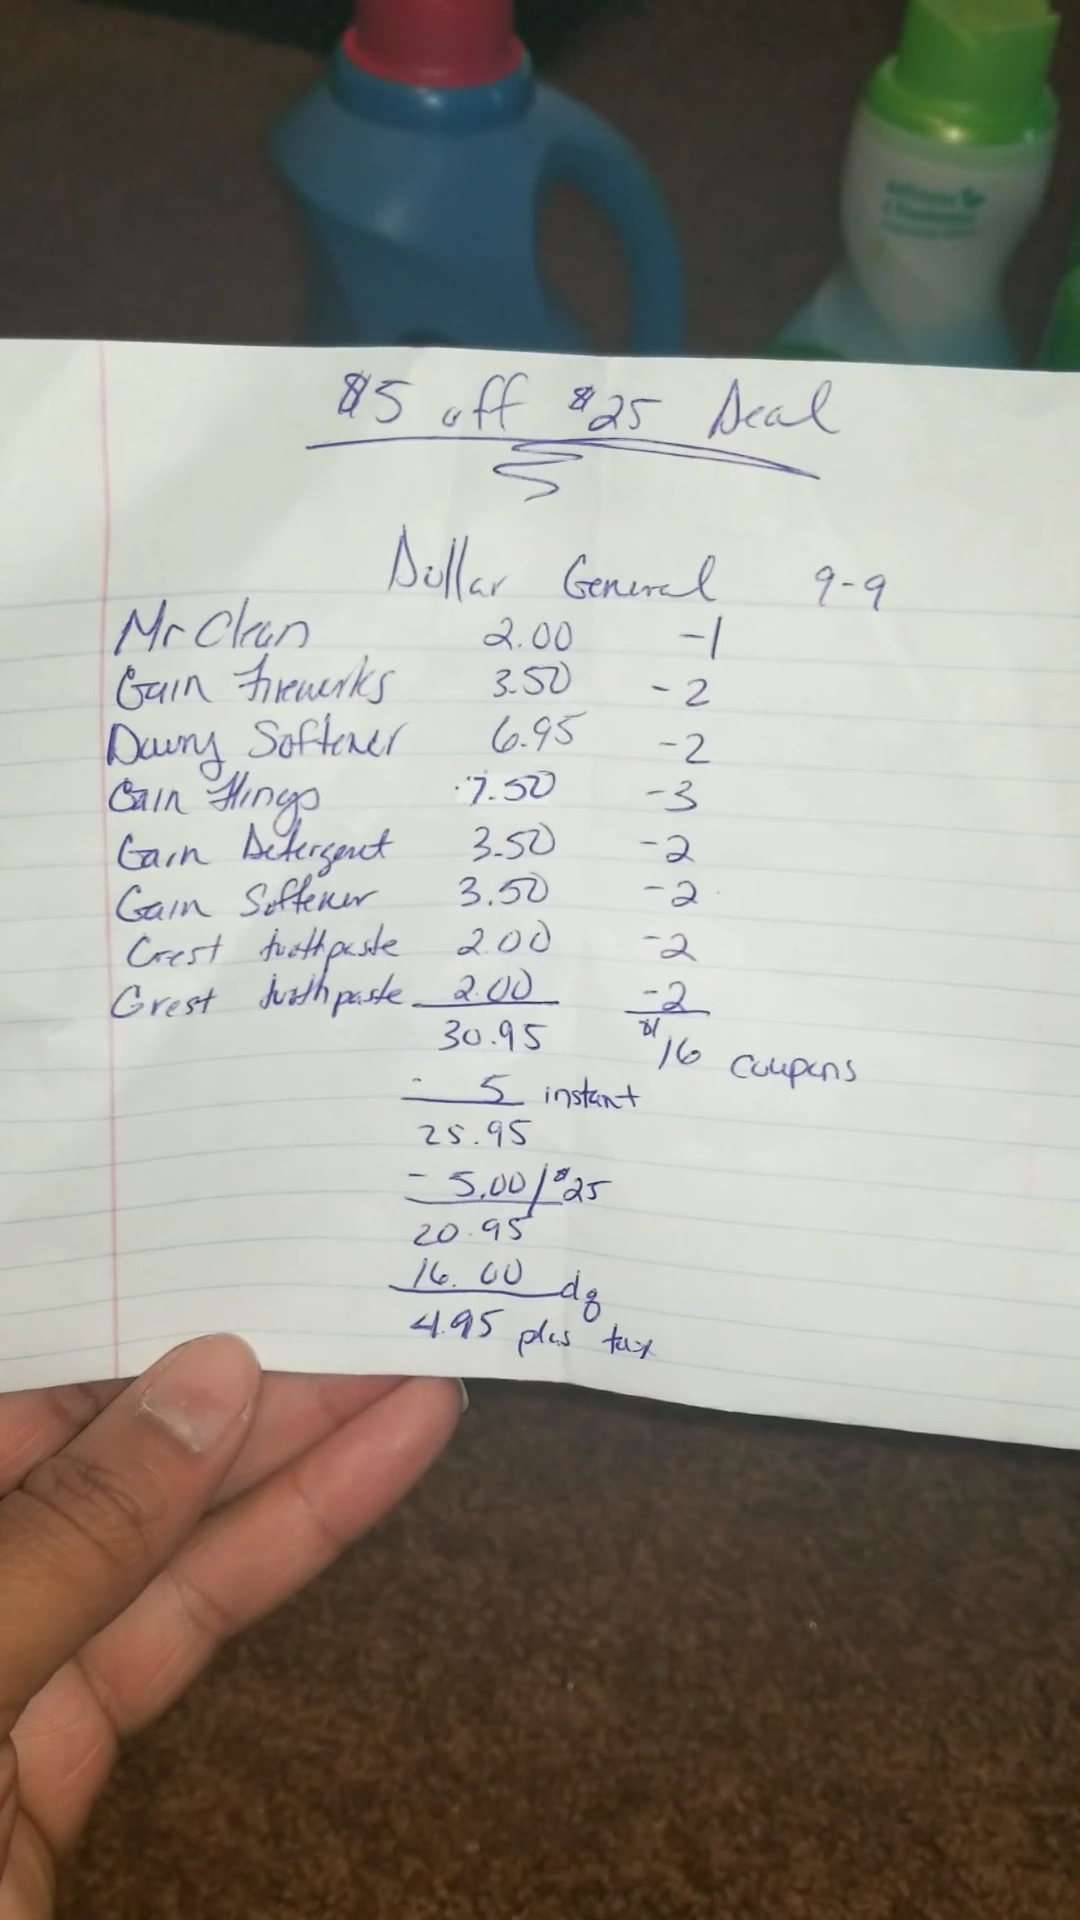 $5 off $25 Deal
Dollar General 9-9
Mr Clean 2.00 -1
Gain Fireworks 3.50 -2
Downy Softener 6.95 -2
Gain Flings 7.50 -3
Gain Detergent 3.50 -2
Gain Softener 3.50 -2
Crest toothpaste 2.00 -2
Crest toothpaste 2.00 -2
30.95 $16 coupons
- 5 instant
25.95
- 5.00/$25
20.95
16.00 dq
4.95 plus tax